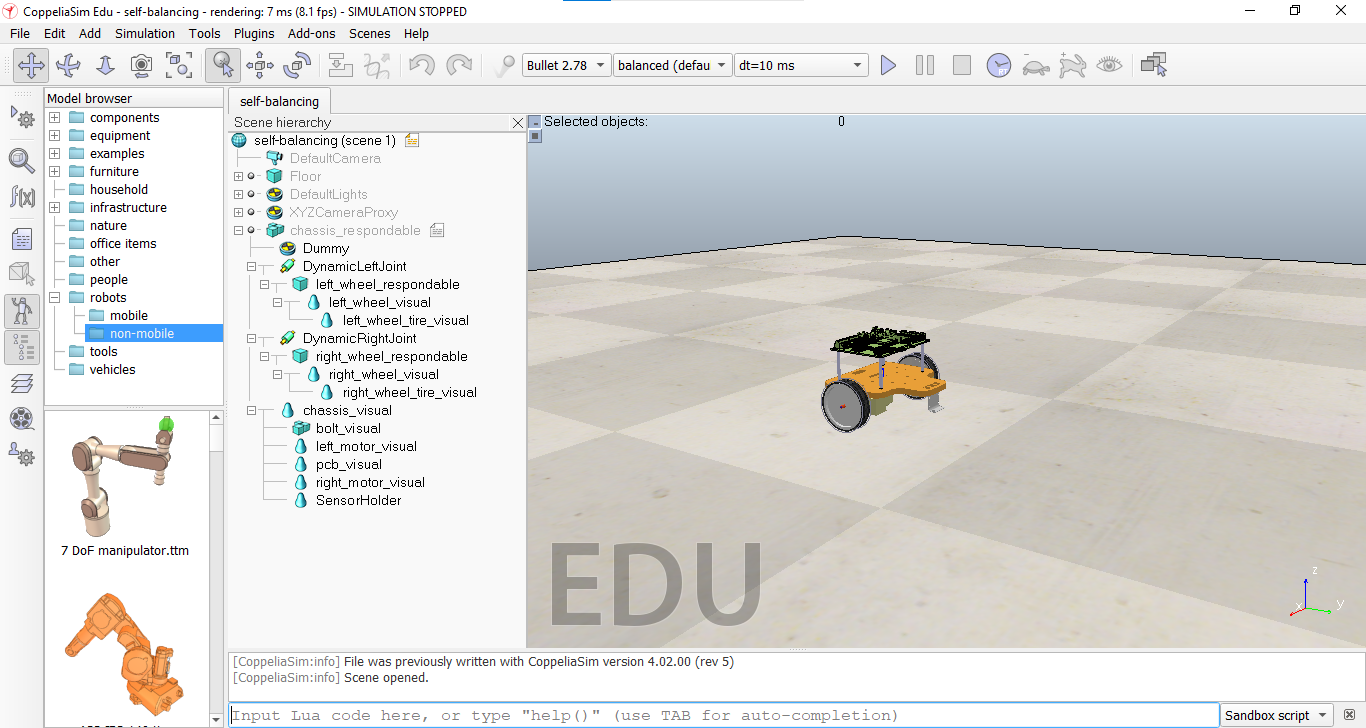 CoppeliaSim Edu - self-balancing - rendering: 7 ms (8.1 fps) - SIMULATION STOPPED
File Edit Add Simulation Tools Plugins Add-ons Scenes Help
Bullet 2.78 balanced (defau dt=10 ms
Model browser
components
equipment
examples
furniture
household
infrastructure
nature
office items
other
people
robots
mobile
non-mobile
tools
vehicles
7 DoF manipulator.ttm
self-balancing
Scene hierarchy
self-balancing (scene 1)
DefaultCamera
Floor
DefaultLights
XYZCameraProxy
chassis_respondable
Dummy
DynamicLeftJoint
left_wheel_respondable
left_wheel_visual
left_wheel_tire_visual
DynamicRightJoint
right_wheel_respondable
right_wheel_visual
right_wheel_tire_visual
chassis_visual
bolt_visual
left_motor_visual
pcb_visual
right_motor_visual
SensorHolder
Selected objects: 0
EDU
z
x
y
[CoppeliaSim:info] File was previously written with CoppeliaSim version 4.02.00 (rev 5)
[CoppeliaSim:info] Scene opened.
Input Lua code here, or type "help()" (use TAB for auto-completion)
Sandbox script